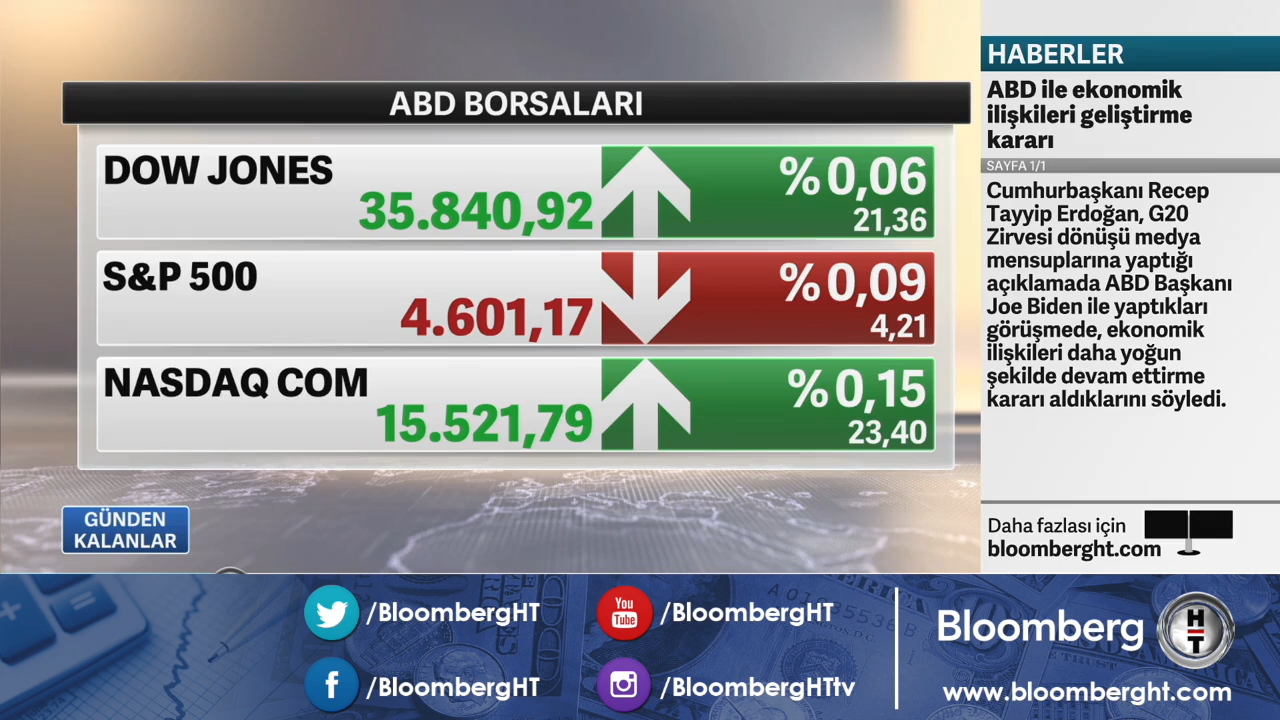 ABD BORSALARI
DOW JONES
35.840,92
%0,06
21,36
S&P 500
4.601,17
%0,09
4,21
NASDAQ COM
15.521,79
%0,15
23,40
GÜNDEN
KALANLAR
HABERLER
ABD ile ekonomik
ilişkileri geliştirme
kararı
SAYFA 1/1
Cumhurbaşkanı Recep
Tayyip Erdoğan, G20
Zirvesi dönüşü medya
mensuplarına yaptığı
açıklamada ABD Başkanı
Joe Biden ile yaptıkları
görüşmede, ekonomik
ilişkileri daha yoğun
şekilde devam ettirme
kararı aldıklarını söyledi.
Daha fazlası için
bloomberght.com
/BloombergHT
You Tube /BloombergHT
/BloombergHT
/BloombergHTtv
Bloomberg HT
www.bloomberght.com